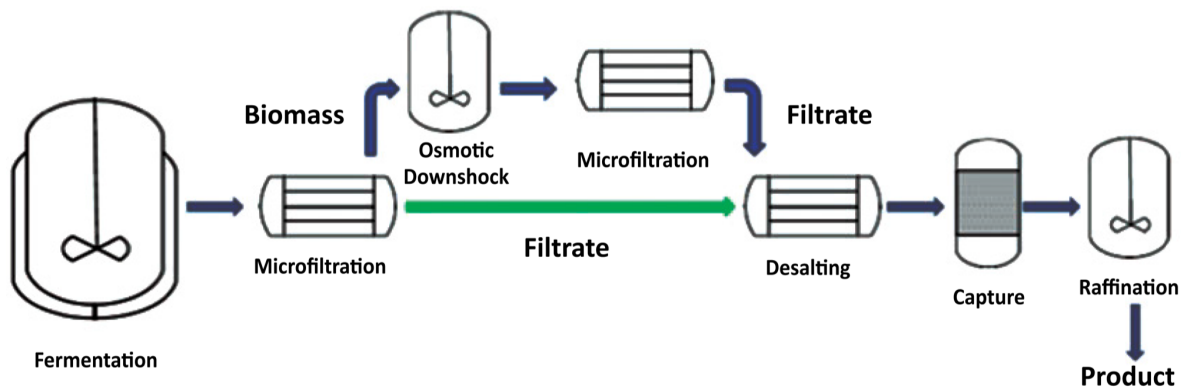 Biomass
Osmotic
Downshock
Microfiltration
Filtrate
Microfiltration
Filtrate
Desalting
Capture
Raffination
Fermentation
Product